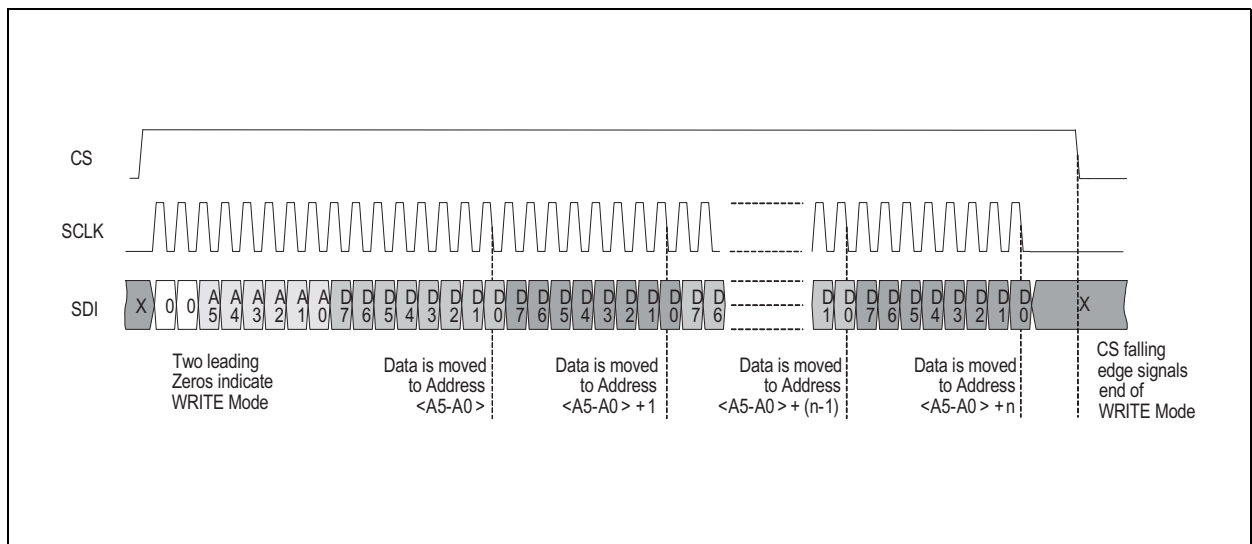 CS
SCLK
SDI
X 0 0 A5 A4 A3 A2 A1 A0 D7 D6 D5 D4 D3 D2 D1 D0 D7 D6 D5 D4 D3 D2 D1 D0 D7 D6 D1 D0 D7 D6 D5 D4 D3 D2 D1 D0 X
Two leading
Zeros indicate
WRITE Mode
Data is moved
to Address
<A5-A0 >
Data is moved
to Address
<A5-A0 > + 1
Data is moved
to Address
<A5-A0 > + (n-1)
Data is moved
to Address
<A5-A0 > + n
CS falling
edge signals
end of
WRITE Mode